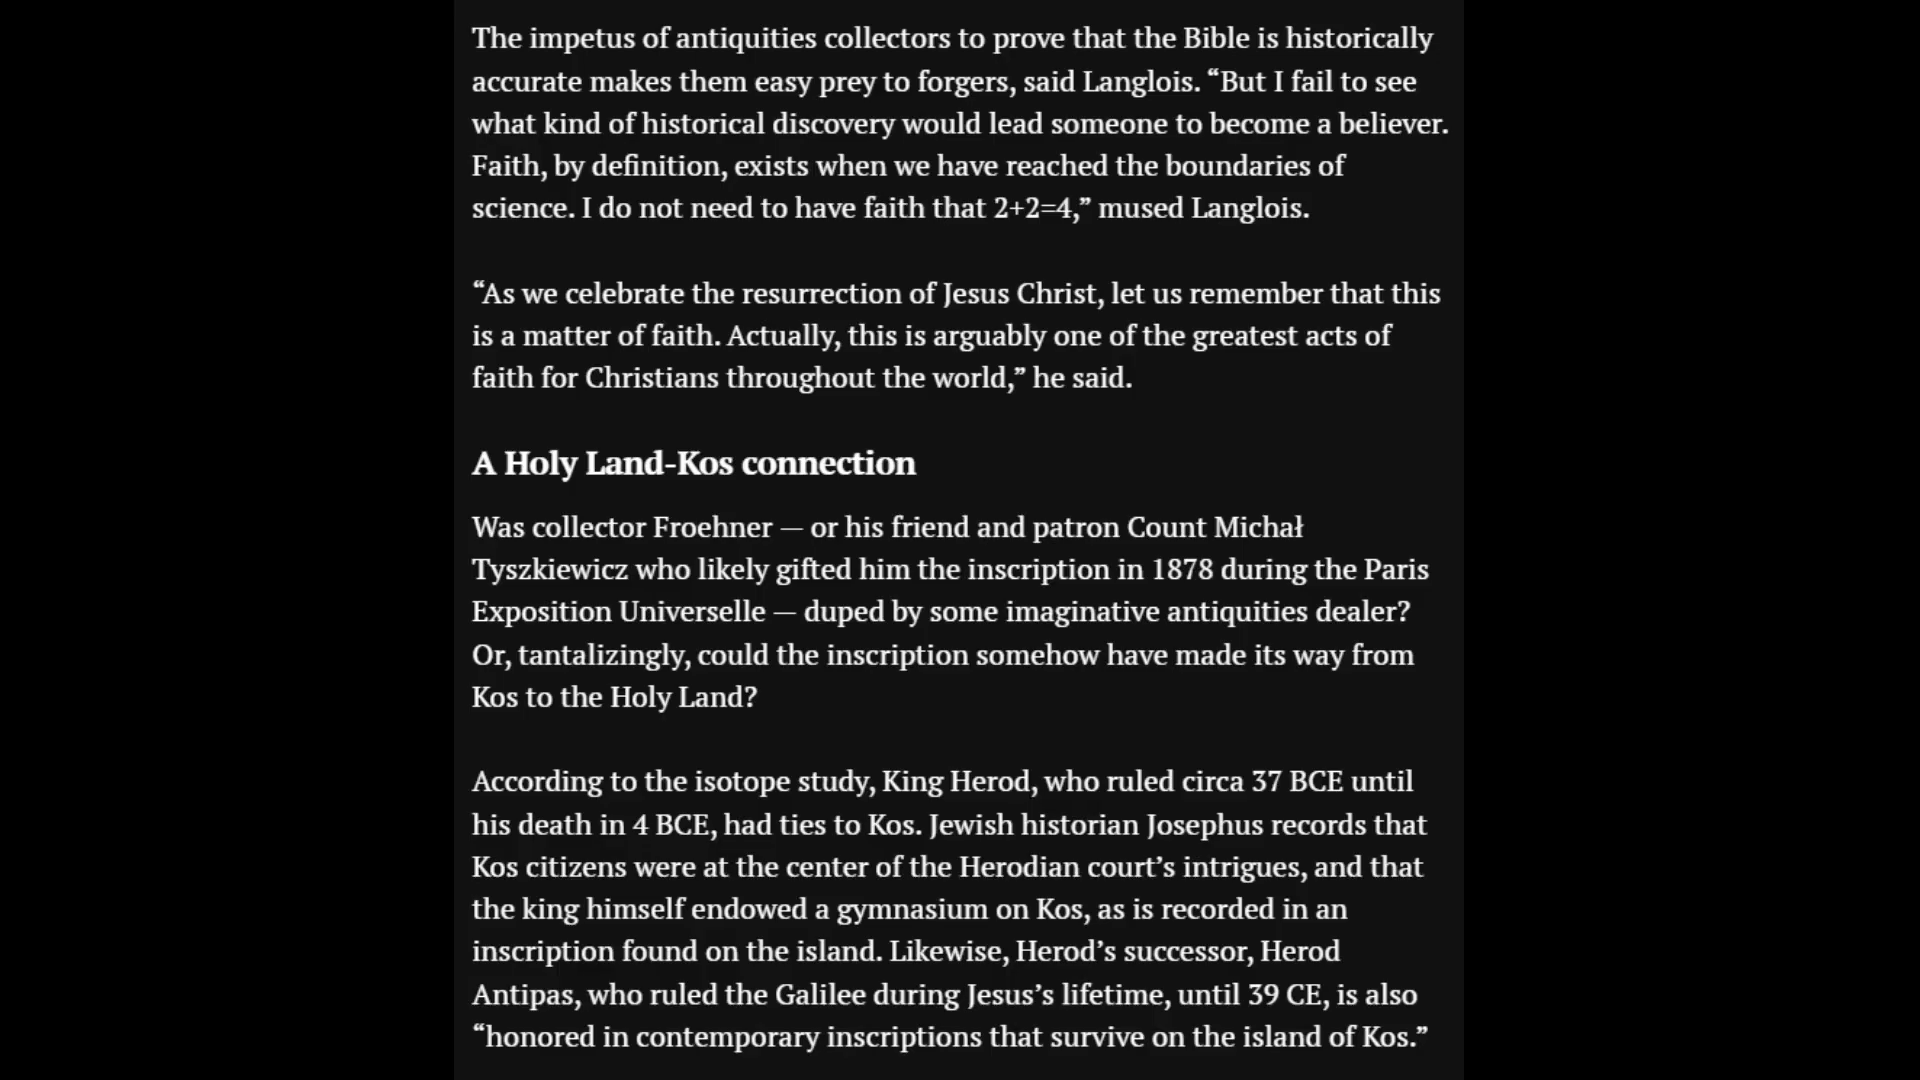 The impetus of antiquities collectors to prove that the Bible is historically
accurate makes them easy prey to forgers, said Langlois. “But I fail to see
what kind of historical discovery would lead someone to become a believer.
Faith, by definition, exists when we have reached the boundaries of
science. I do not need to have faith that 2+2=4,” mused Langlois.
“As we celebrate the resurrection of Jesus Christ, let us remember that this
is a matter of faith. Actually, this is arguably one of the greatest acts of
faith for Christians throughout the world,” he said.
A Holy Land-Kos connection
Was collector Froehner — or his friend and patron Count Michał
Tyszkiewicz who likely gifted him the inscription in 1878 during the Paris
Exposition Universelle — duped by some imaginative antiquities dealer?
Or, tantalizingly, could the inscription somehow have made its way from
Kos to the Holy Land?
According to the isotope study, King Herod, who ruled circa 37 BCE until
his death in 4 BCE, had ties to Kos. Jewish historian Josephus records that
Kos citizens were at the center of the Herodian court’s intrigues, and that
the king himself endowed a gymnasium on Kos, as is recorded in an
inscription found on the island. Likewise, Herod’s successor, Herod
Antipas, who ruled the Galilee during Jesus’s lifetime, until 39 CE, is also
“honored in contemporary inscriptions that survive on the island of Kos.”